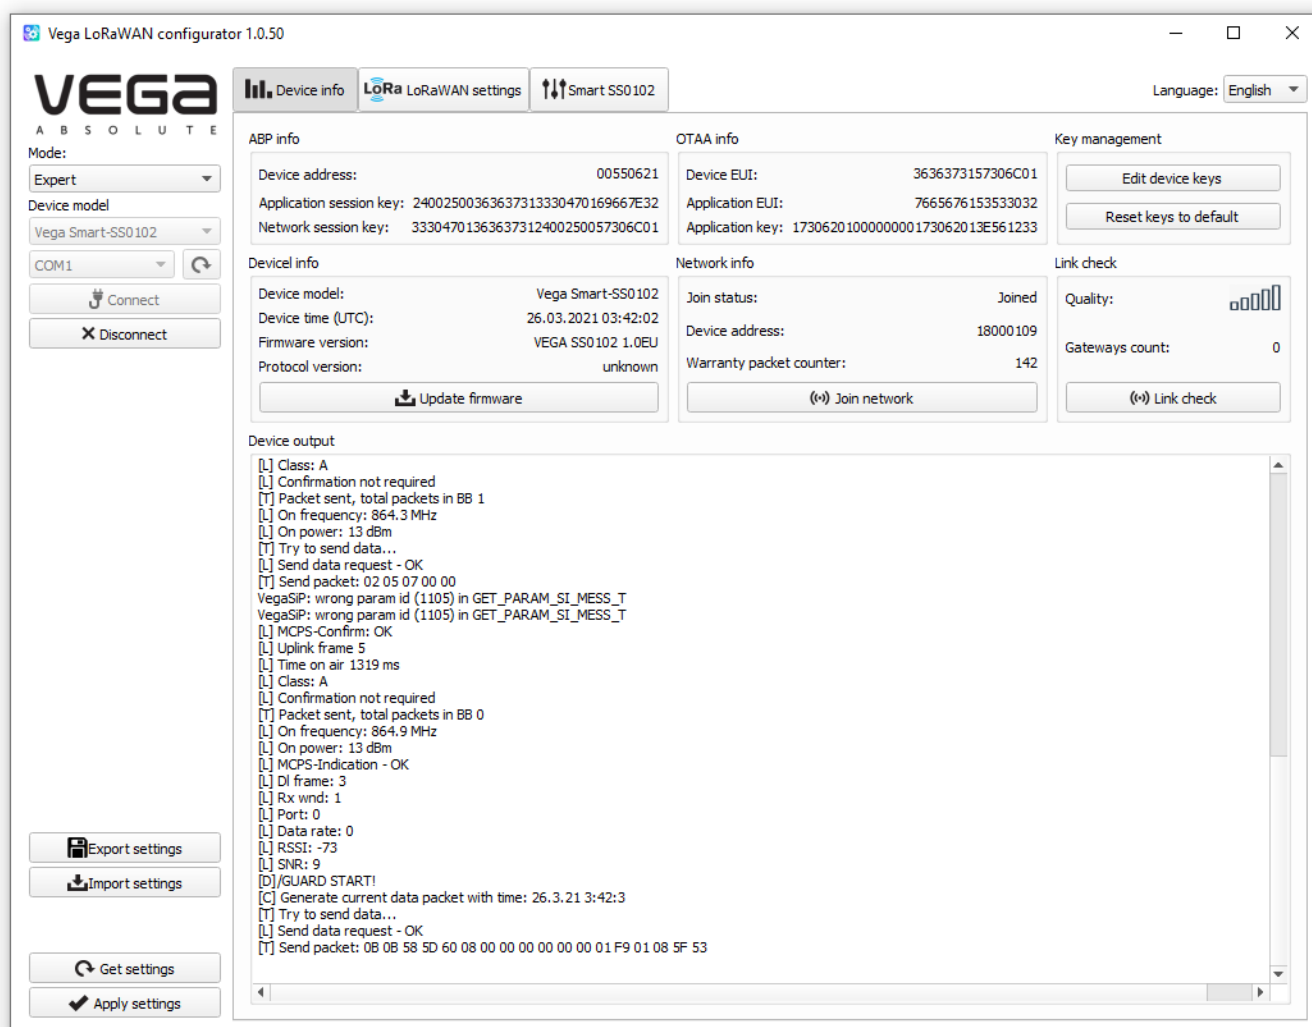 Vega LoRaWAN configurator 1.0.50
VEGA
ABSOLUTE
Mode:
Expert
Device model
Vega Smart-SS0102
COM1
Connect
Disconnect
Export settings
Import settings
Get settings
Apply settings
Device info
LoRa LoRaWAN settings
Smart SS0102
Language: English
ABP info
Device address: 00550621
Application session key: 24002500363637313330470169667E32
Network session key: 33304701363637312400250057306C01
OTAA info
Device EUI: 3636373157306C01
Application EUI: 7665676153533032
Application key: 1730620100000000173062013E561233
Key management
Edit device keys
Reset keys to default
Devicel info
Device model: Vega Smart-SS0102
Device time (UTC): 26.03.2021 03:42:02
Firmware version: VEGA SS0102 1.0EU
Protocol version: unknown
Update firmware
Network info
Join status: Joined
Device address: 18000109
Warranty packet counter: 142
Join network
Link check
Quality:
Gateways count: 0
Link check
Device output
[L] Class: A
[L] Confirmation not required
[T] Packet sent, total packets in BB 1
[L] On frequency: 864.3 MHz
[L] On power: 13 dBm
[T] Try to send data...
[L] Send data request - OK
[T] Send packet: 02 05 07 00 00
VegaSiP: wrong param id (1105) in GET_PARAM_SI_MESS_T
VegaSiP: wrong param id (1105) in GET_PARAM_SI_MESS_T
[L] MCPS-Confirm: OK
[L] Uplink frame 5
[L] Time on air 1319 ms
[L] Class: A
[L] Confirmation not required
[T] Packet sent, total packets in BB 0
[L] On frequency: 864.9 MHz
[L] On power: 13 dBm
[L] MCPS-Indication - OK
[L] Dl frame: 3
[L] Rx wnd: 1
[L] Port: 0
[L] Data rate: 0
[L] RSSI: -73
[L] SNR: 9
[D]/GUARD START!
[C] Generate current data packet with time: 26.3.21 3:42:3
[T] Try to send data...
[L] Send data request - OK
[T] Send packet: 0B 0B 58 5D 60 08 00 00 00 00 00 00 01 F9 01 08 5F 53